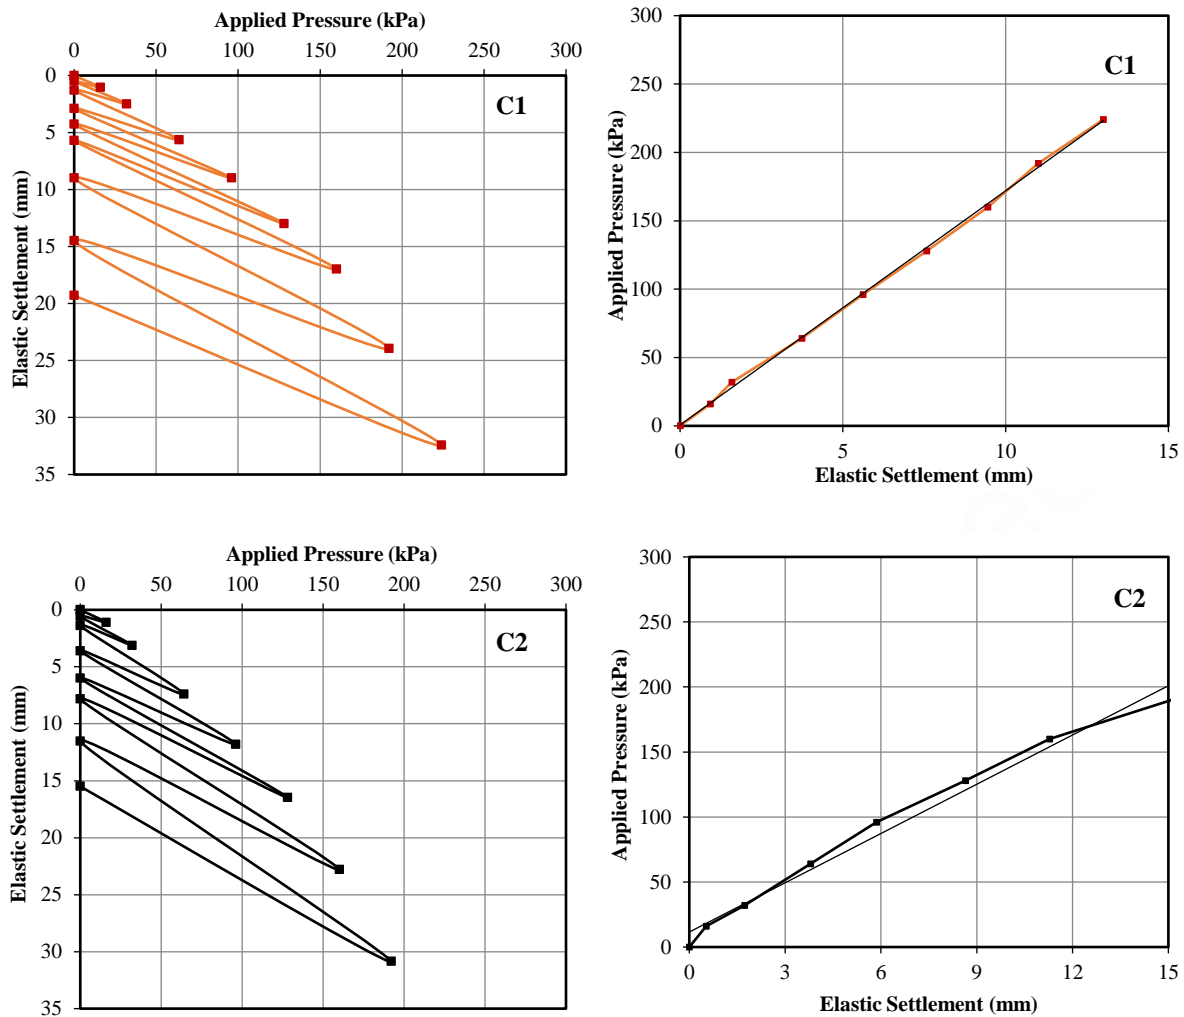 Applied Pressure (kPa)
0 50 100 150 200 250 300
0
5
10
15
20
25
30
35
Elastic Settlement (mm)
C1
300
250
200
150
100
50
0
Applied Pressure (kPa)
C1
0 5 10 15
Elastic Settlement (mm)
Applied Pressure (kPa)
0 50 100 150 200 250 300
0
5
10
15
20
25
30
35
Elastic Settlement (mm)
C2
300
250
200
150
100
50
0
Applied Pressure (kPa)
C2
0 3 6 9 12 15
Elastic Settlement (mm)